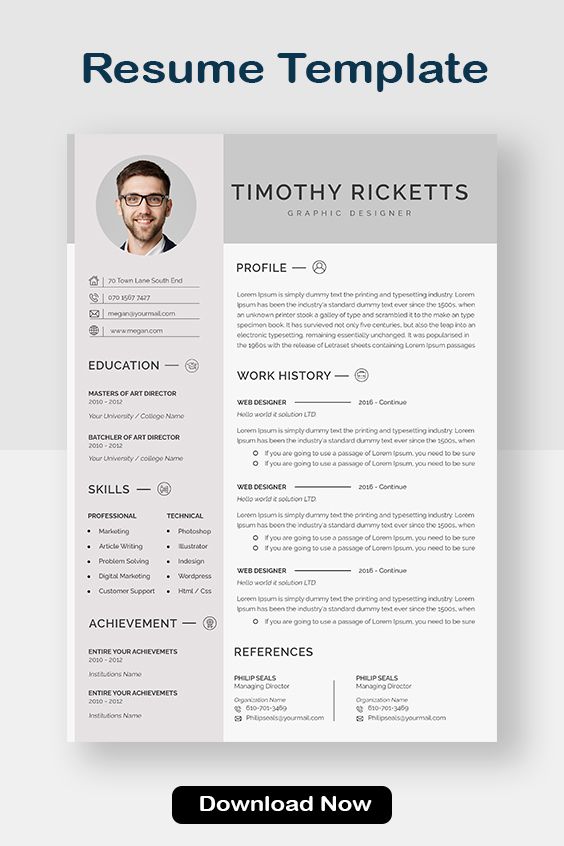 Resume Template
TIMOTHY RICKETTS
GRAPHIC DESIGNER
70 Town Lane South End
070 1567 7427
megan@yourmail.com
www.megan.com
EDUCATION
MASTERS OF ART DIRECTOR
2010 - 2012
Your University / College Name
BATCHLER OF ART DIRECTOR
2010 - 2012
Your University / college Name
SKILLS
PROFESSIONAL
Marketing
Article Writing
Problem Solving
Digital Marketing
Customer Support
TECHNICAL
Photoshop
Illustrator
Indesign
Wordpress
Html / Css
ACHIEVEMENT
ENTIRE YOUR ACHIEVEMETS
2010 - 2012
Institutions Name
ENTIRE YOUR ACHIEVEMETS
2010 - 2012
Institutions Name
PROFILE
Lorem Ipsum is simply dummy text the printing and typesetting industry. Lorem
Ipsum has been the industry's standard dummy text ever since the 1500s, when
an unknown printer stook a galley of type and scrambled it to make an type
specimen book. It has survived not only five centuries, but also the leap into an
electronic typesetting, remaining essentially unchanged. It was popularised in
the 1960s with the release of Letraset sheets containing Lorem Ipsum passages
WORK HISTORY
WEB DESIGNER 2016 - Continue
Hello world it solution LTD.
Lorem Ipsum is simply dummy text of the printing and typesetting industry. Lorem
Ipsum has been the industry's a standard dummy text ever since the 1500s,
If you are going to use a passage of Lorem Ipsum, you need to be sure
If you are going to use a passage of Lorem Ipsum, you need to be sure
WEB DESIGNER 2016 - Continue
Hello world it solution LTD.
Lorem Ipsum is simply dummy text of the printing and typesetting industry. Lorem
Ipsum has been the industry's a standard dummy text ever since the 1500s,
If you are going to use a passage of Lorem Ipsum, you need to be sure
If you are going to use a passage of Lorem Ipsum, you need to be sure
WEB DESIGNER 2016 - Continue
Hello world it solution LTD
Lorem Ipsum is simply dummy text of the printing and typesetting industry. Lorem
Ipsum has been the industry's a standard dummy text ever since the 1500s,
If you are going to use a passage of Lorem Ipsum, you need to be sure
REFERENCES
PHILIP SEALS
Managing Director
Organization Name
610-701-3469
Philipseals@yourmail.com
PHILIP SEALS
Managing Director
Organization Name
610-701-3469
Philipseals@yourmail.com
Download Now